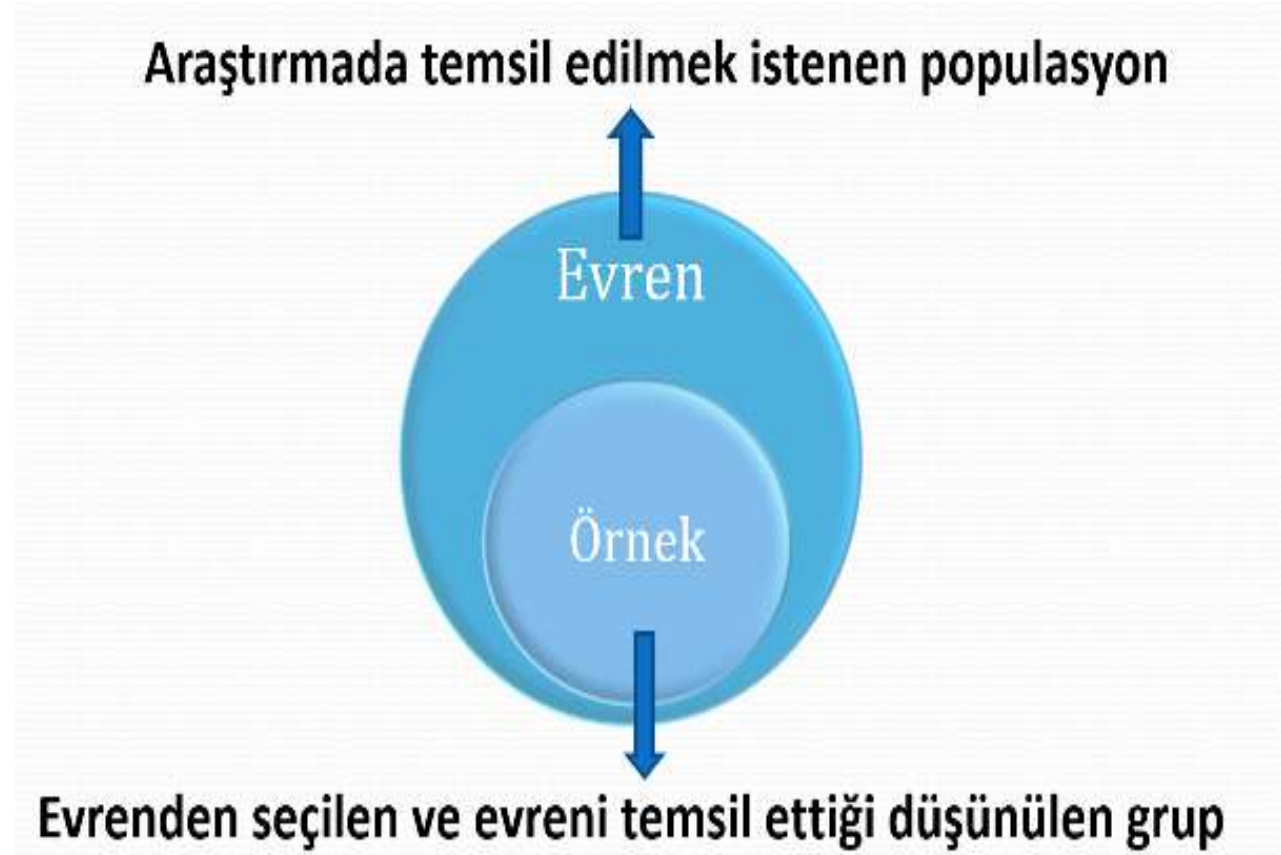 Araştırmada temsil edilmek istenen populasyon
Evren
Örnek
Evrenden seçilen ve evreni temsil ettiği düşünülen grup